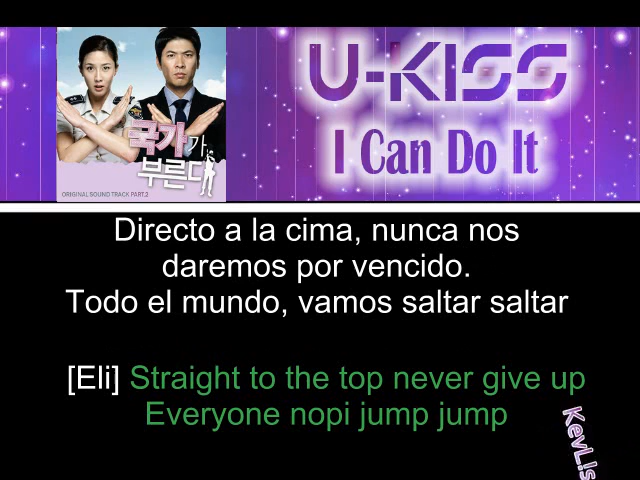 U-KISS
I Can Do It
국가가
부른다
ORIGINAL SOUND TRACK PART.2
Directo a la cima, nunca nos
daremos por vencido.
Todo el mundo, vamos saltar saltar
[Eli] Straight to the top never give up
Everyone nopi jump jump
KevLis